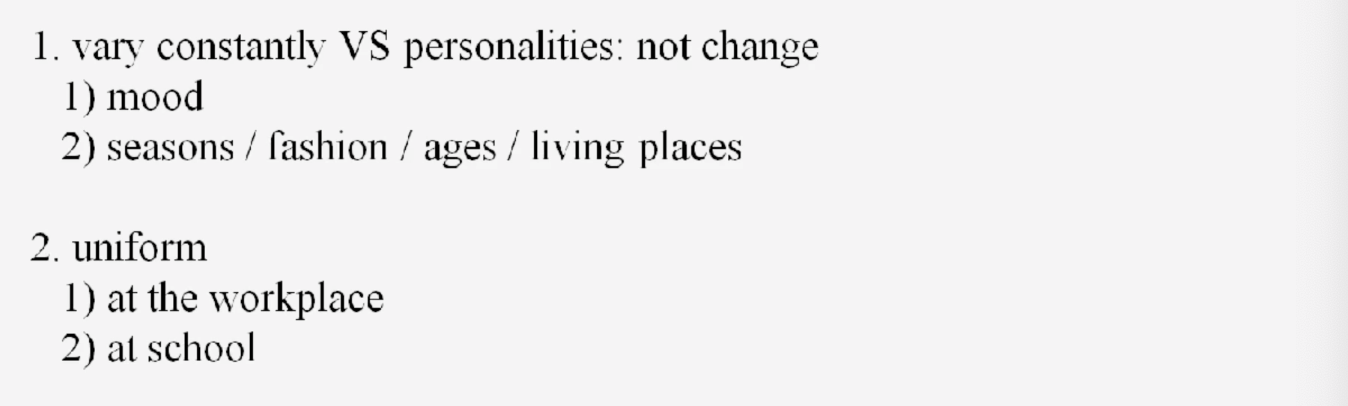 1. vary constantly VS personalities: not change
1) mood
2) seasons / fashion / ages / living places
2. uniform
1) at the workplace
2) at school